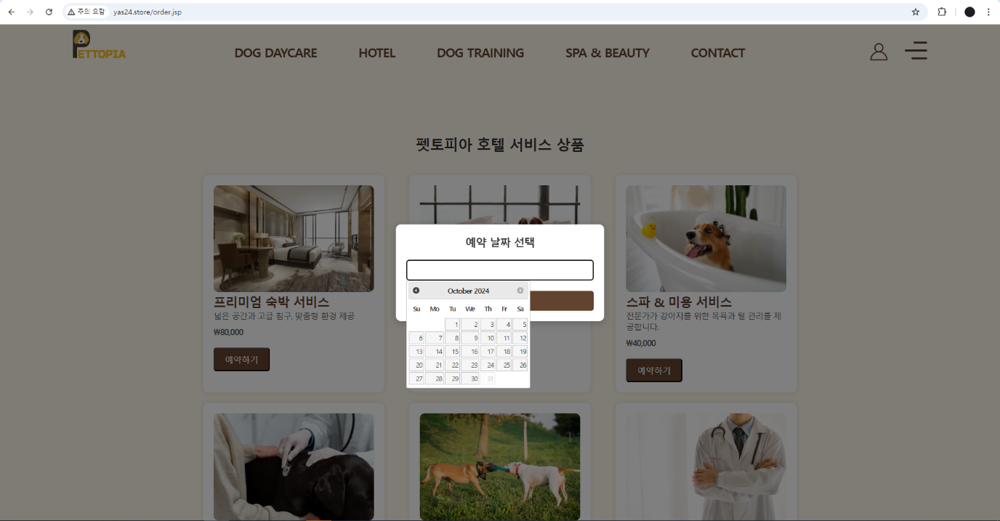 주의 요함 yas24.store/order.jsp
PETTOPIA
DOG DAYCARE HOTEL DOG TRAINING SPA & BEAUTY CONTACT
펫토피아 호텔 서비스 상품
예약 날짜 선택
October 2024
Su Mo Tu We Th Fr Sa
1 2 3 4 5
6 7 8 9 10 11 12
13 14 15 16 17 18 19
20 21 22 23 24 25 26
27 28 29 30 31
프리미엄 숙박 서비스
넓은 공간과 고급 침구, 맞춤형 환경 제공
₩80,000
예약하기
스파 & 미용 서비스
전문가가 강아지를 위한 목욕과 털 관리를 제
공합니다.
₩40,000
예약하기